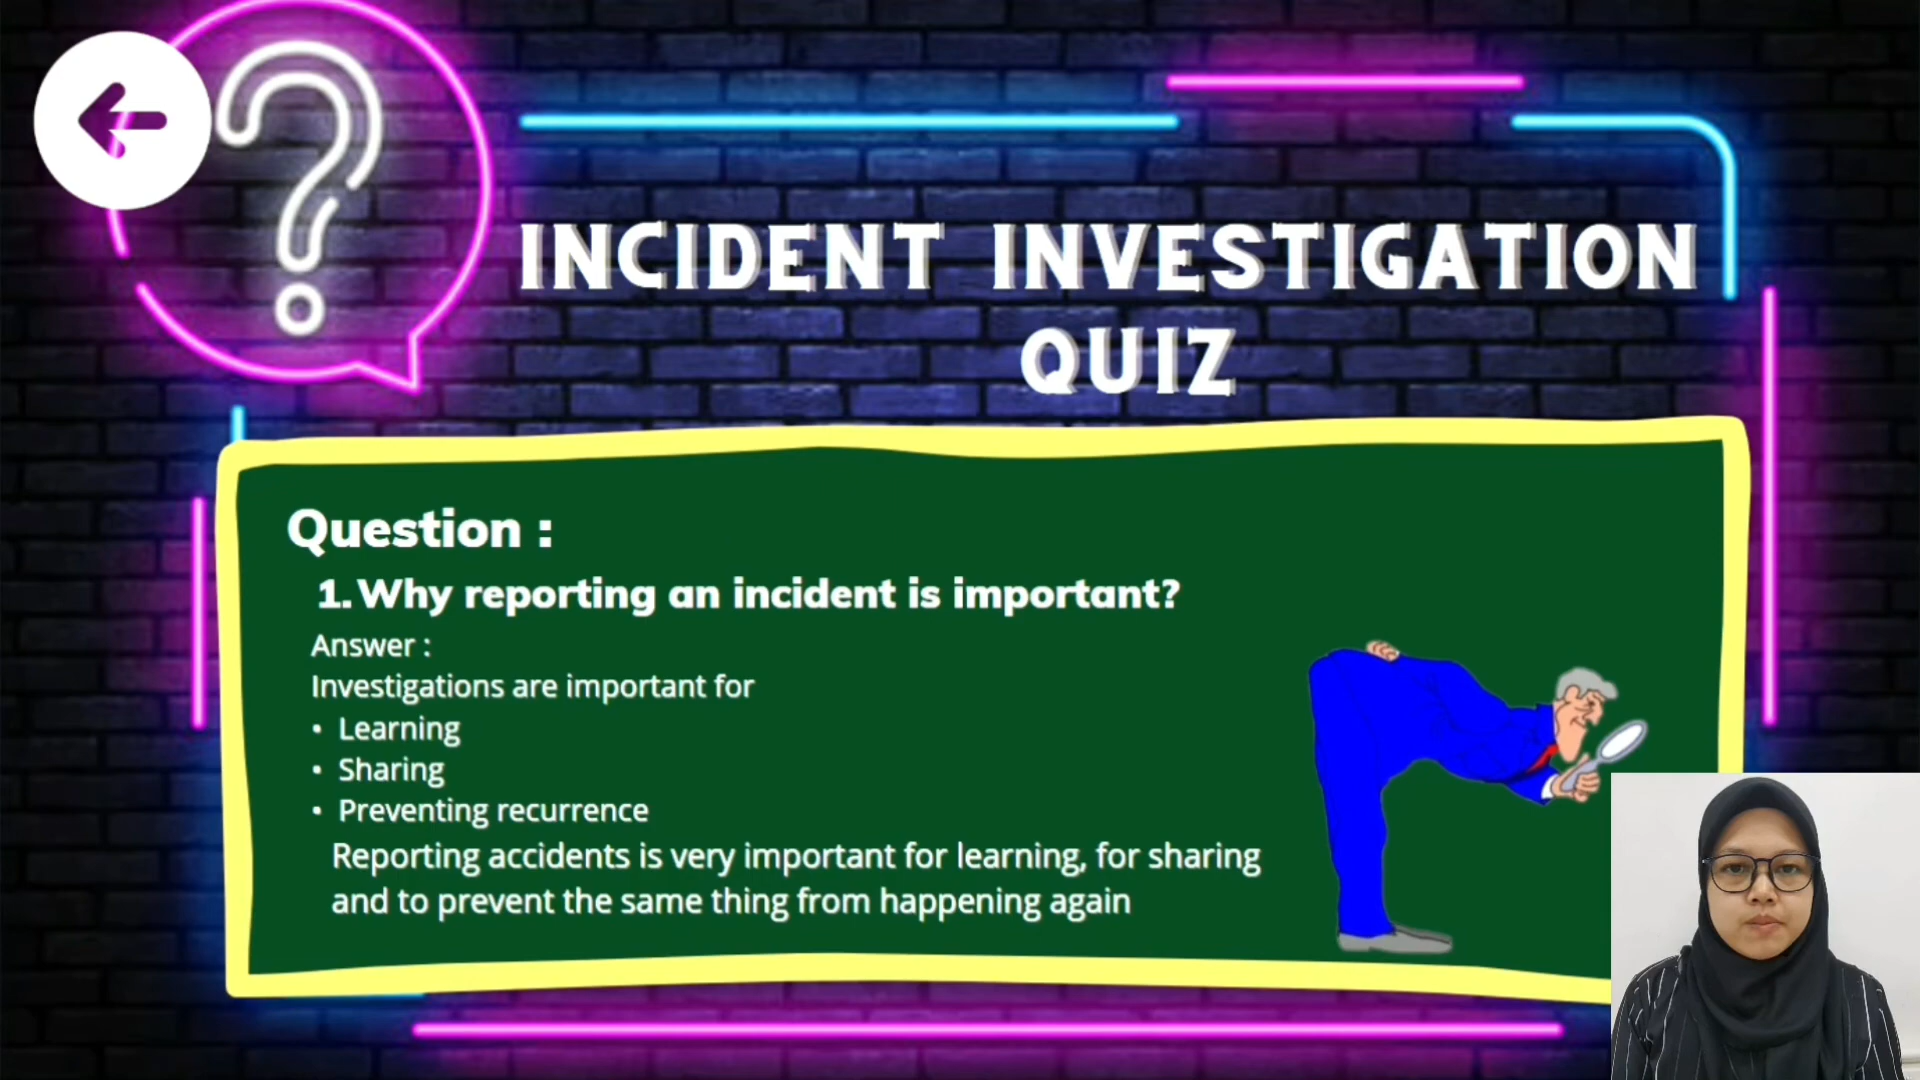 INCIDENT INVESTIGATION
QUIZ
Question :
1. Why reporting an incident is important?
Answer :
Investigations are important for
• Learning
• Sharing
• Preventing recurrence
Reporting accidents is very important for learning, for sharing
and to prevent the same thing from happening again